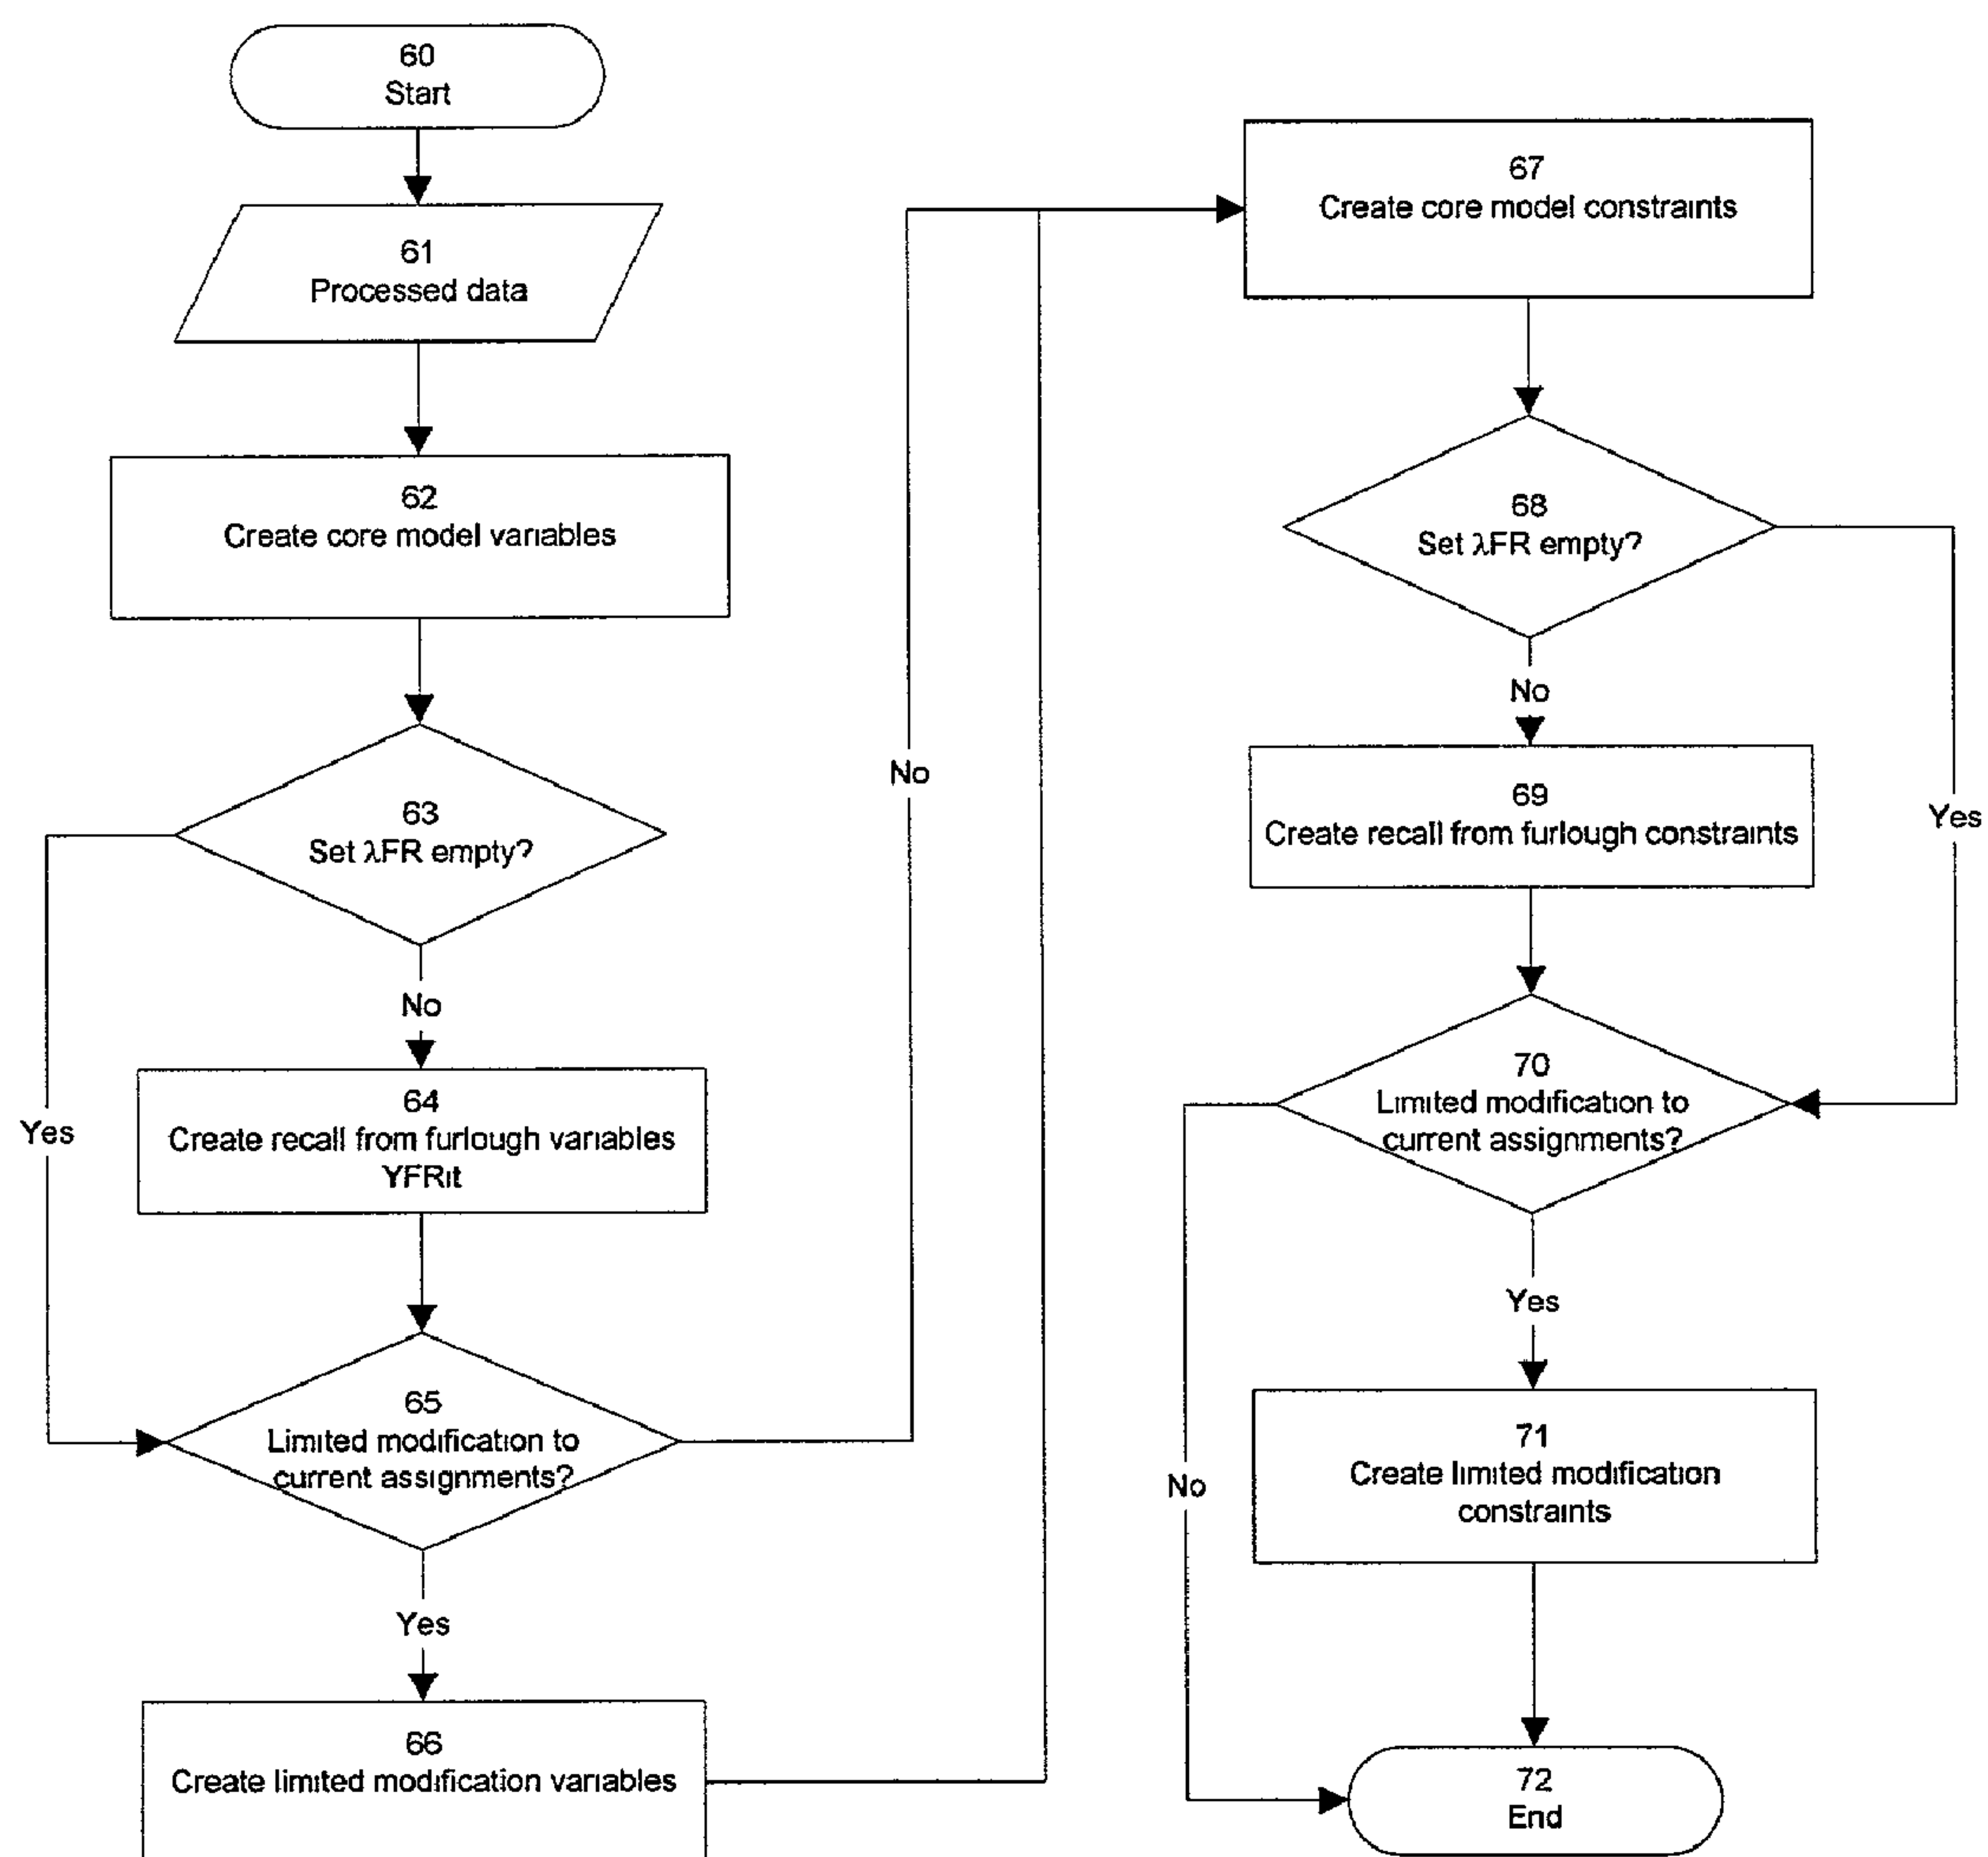 60
Start
61
Processed data
62
Create core model variables
63
Set λFR empty?
No
Yes
64
Create recall from furlough variables
YFRit
65
Limited modification to
current assignments?
No
Yes
66
Create limited modification variables
67
Create core model constraints
68
Set λFR empty?
No
Yes
69
Create recall from furlough constraints
70
Limited modification to
current assignments?
Yes
No
71
Create limited modification
constraints
72
End